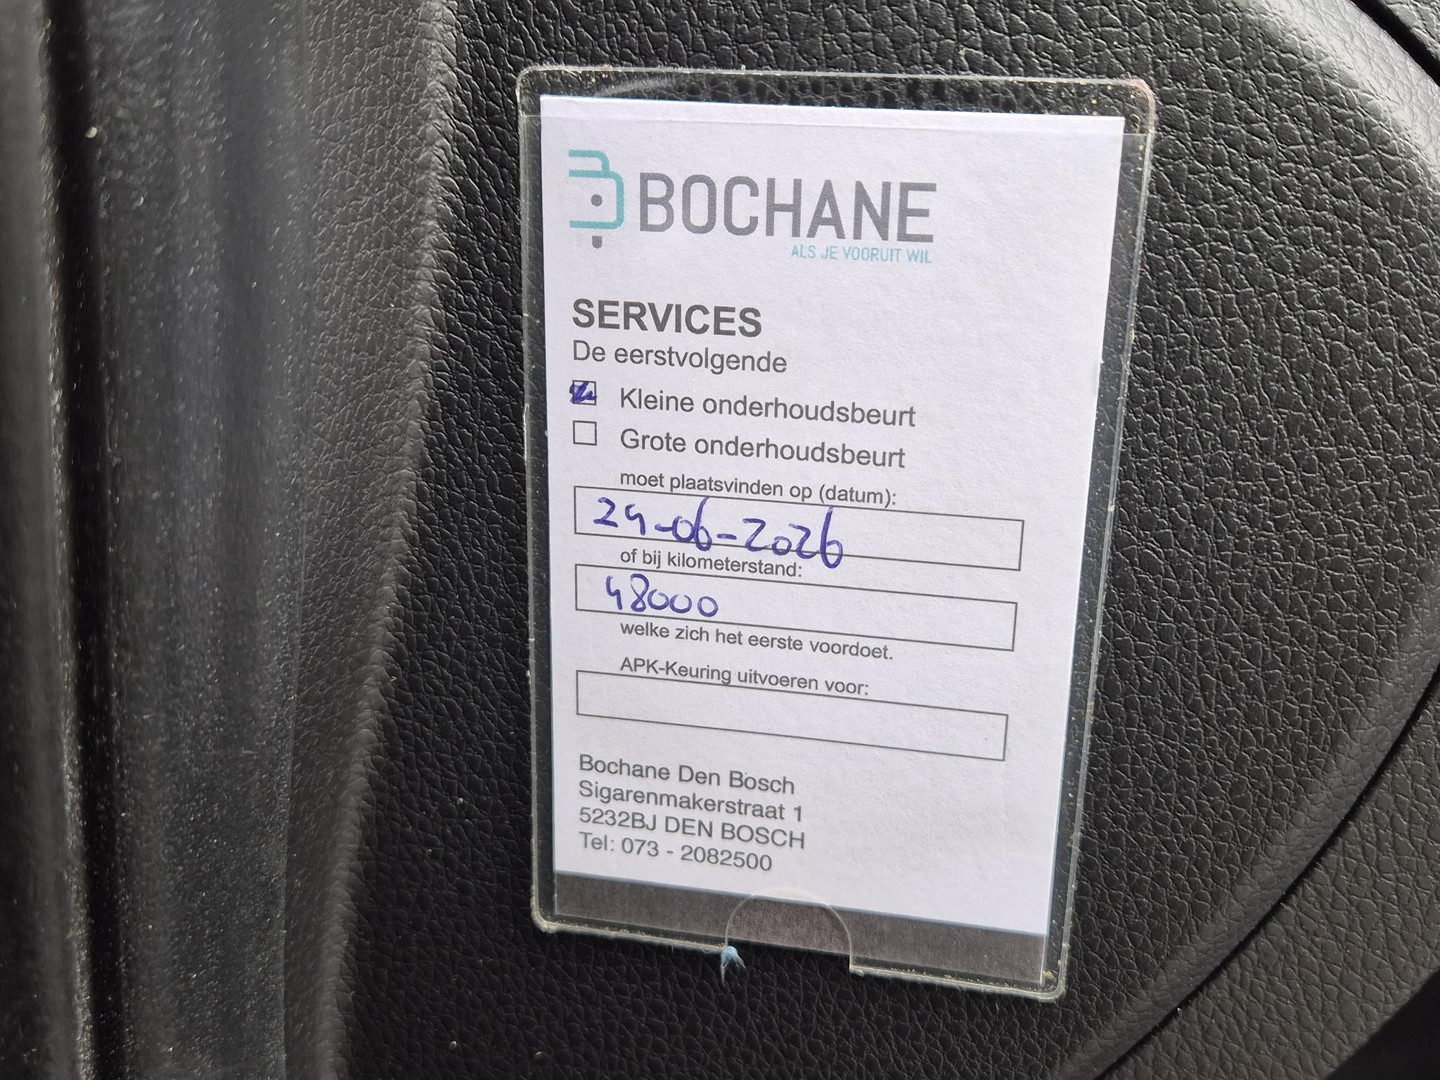 BOCHANE
ALS JE VOORUIT WIL
SERVICES
De eerstvolgende
Kleine onderhoudsbeurt
Grote onderhoudsbeurt
moet plaatsvinden op (datum):
24-06-2026
of bij kilometerstand:
48000
welke zich het eerste voordoet.
APK-Keuring uitvoeren voor:
Bochane Den Bosch
Sigarenmakerstraat 1
5232BJ DEN BOSCH
Tel: 073 - 2082500